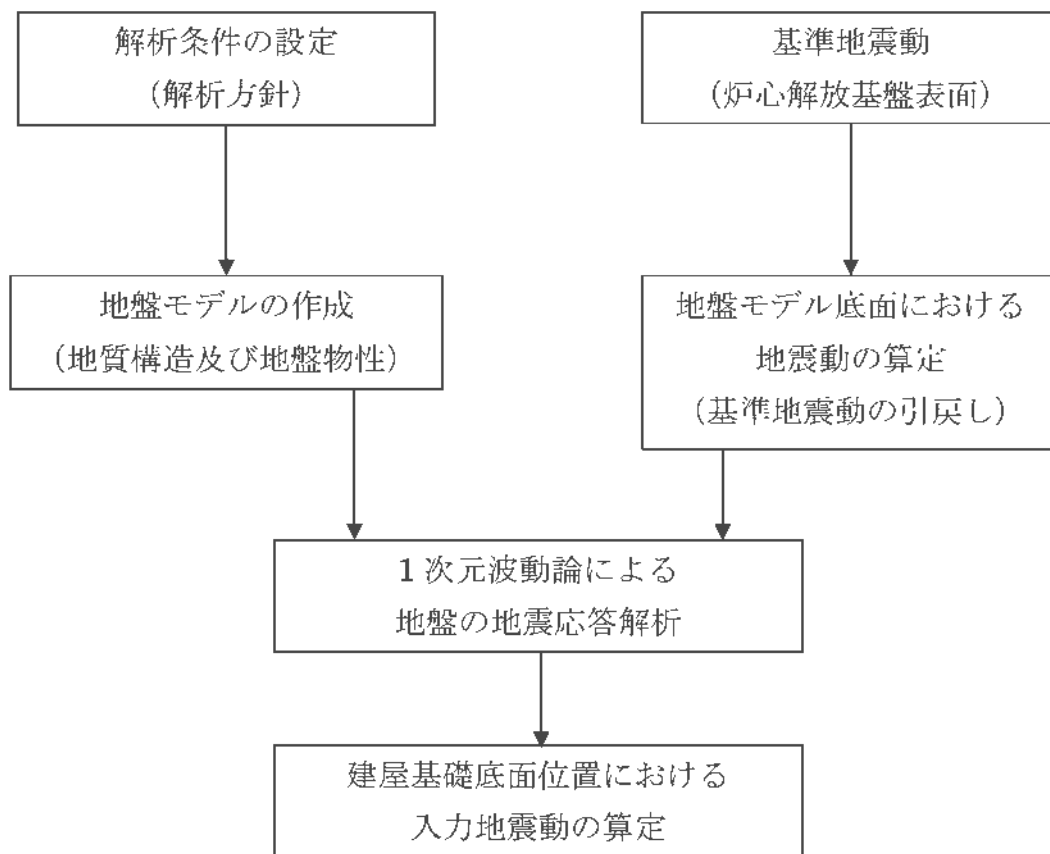 解析条件の設定
(解析方針)
基準地震動
(炉心解放基盤表面)
地盤モデルの作成
(地質構造及び地盤物性)
地盤モデル底面における
地震動の算定
(基準地震動の引戻し)
1 次元波動論による
地盤の地震応答解析
建屋基礎底面位置における
入力地震動の算定